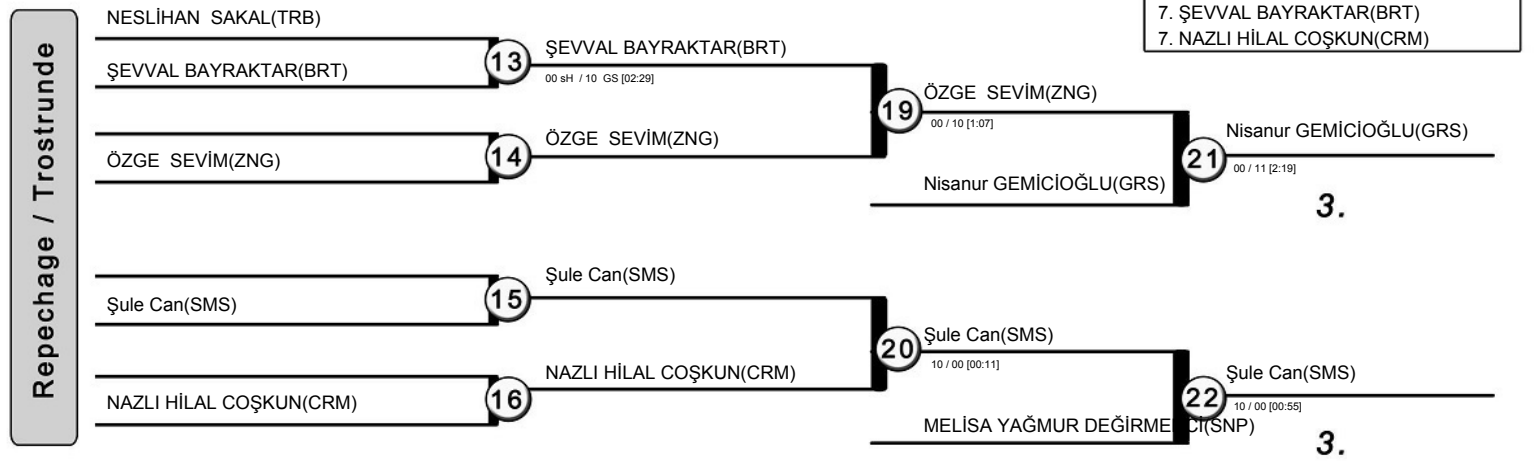 7. ŞEVVAL BAYRAKTAR(BRT)
7. NAZLI HİLAL COŞKUN(CRM)
Repechage / Trostrunde
NESLİHAN SAKAL(TRB)
ŞEVVAL BAYRAKTAR(BRT)
13
ŞEVVAL BAYRAKTAR(BRT)
00 sH / 10 GS [02:29]
ÖZGE SEVİM(ZNG)
14
ÖZGE SEVİM(ZNG)
19
ÖZGE SEVİM(ZNG)
00 / 10 [1:07]
Nisanur GEMİCİOĞLU(GRS)
21
Nisanur GEMİCİOĞLU(GRS)
00 / 11 [2:19]
3.
Şule Can(SMS)
15
Şule Can(SMS)
NAZLI HİLAL COŞKUN(CRM)
16
NAZLI HİLAL COŞKUN(CRM)
20
Şule Can(SMS)
10 / 00 [00:11]
MELİSA YAĞMUR DEĞİRMENCİ(SNP)
22
Şule Can(SMS)
10 / 00 [00:55]
3.